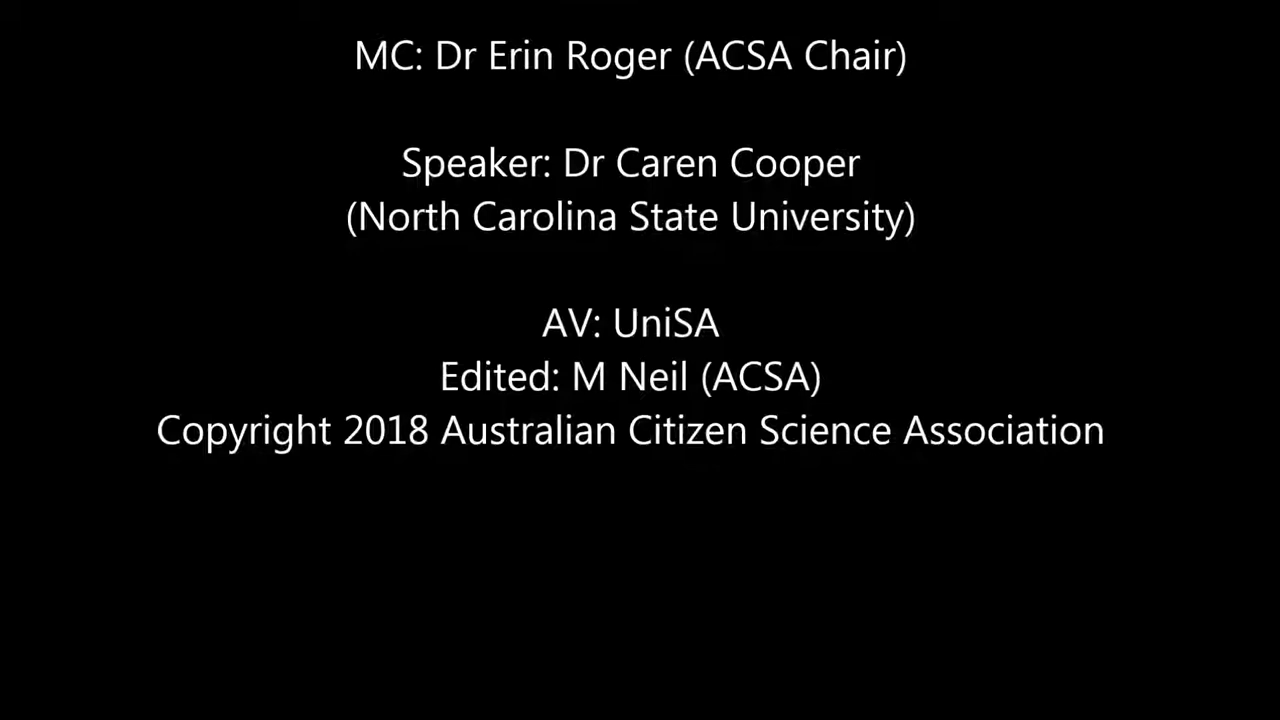 MC: Dr Erin Roger (ACSA Chair)
Speaker: Dr Caren Cooper
(North Carolina State University)
AV: UniSA
Edited: M Neil (ACSA)
Copyright 2018 Australian Citizen Science Association